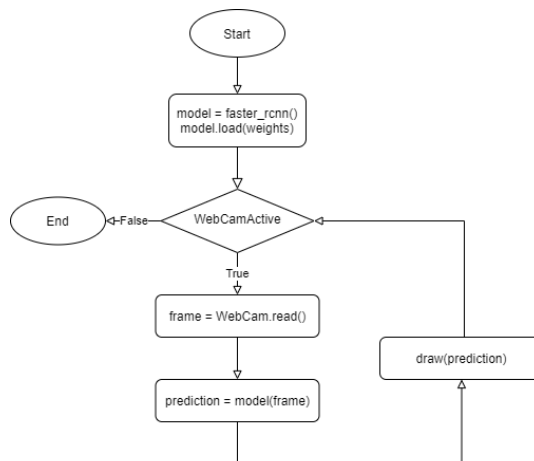 Start
model = faster_rcnn()
model.load(weights)
WebCamActive
False
End
True
frame = WebCam.read()
prediction = model(frame)
draw(prediction)